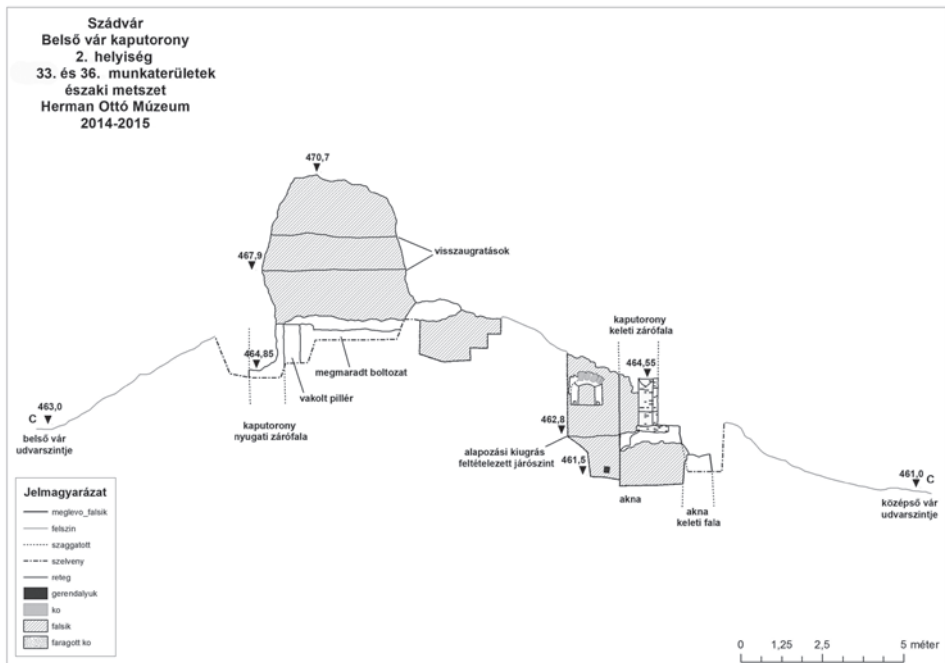 Szádvár
Belső vár kaputorony
2. helyiség
33. és 36. munkaterületek
északi metszet
Herman Ottó Múzeum
2014-2015
470,7
visszaugratások
467,9
kaputorony
keleti zárófala
464,85
464,55
megmaradt boltozat
vakolt pillér
463,0
C
belső vár
udvarszintje
kaputorony
nyugati zárófala
462,8
alapozási kiugrás
feltételezett járószint
461,5
461,0
C
középső vár
udvarszintje
akna
akna
keleti fala
Jelmagyarázat
meglevo_falsik
felszin
szaggatott
szelveny
reteg
gerendalyuk
ko
falsik
faragott ko
0 1,25 2,5 5 méter